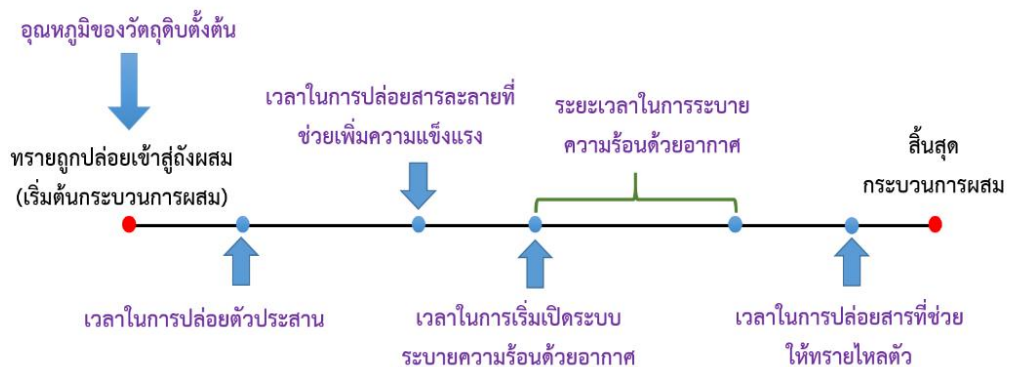 อุณหภูมิของวัตถุดิบตั้งต้น
เวลาในการปล่อยสารละลายที่
ช่วยเพิ่มความแข็งแรง
ระยะเวลาในการระบาย
ความร้อนด้วยอากาศ
ทรายถูกปล่อยเข้าสู่ถังผสม
(เริ่มต้นกระบวนการผสม)
สิ้นสุด
กระบวนการผสม
เวลาในการปล่อยตัวประสาน
เวลาในการเริ่มเปิดระบบ
ระบายความร้อนด้วยอากาศ
เวลาในการปล่อยสารที่ช่วย
ให้ทรายไหลตัว